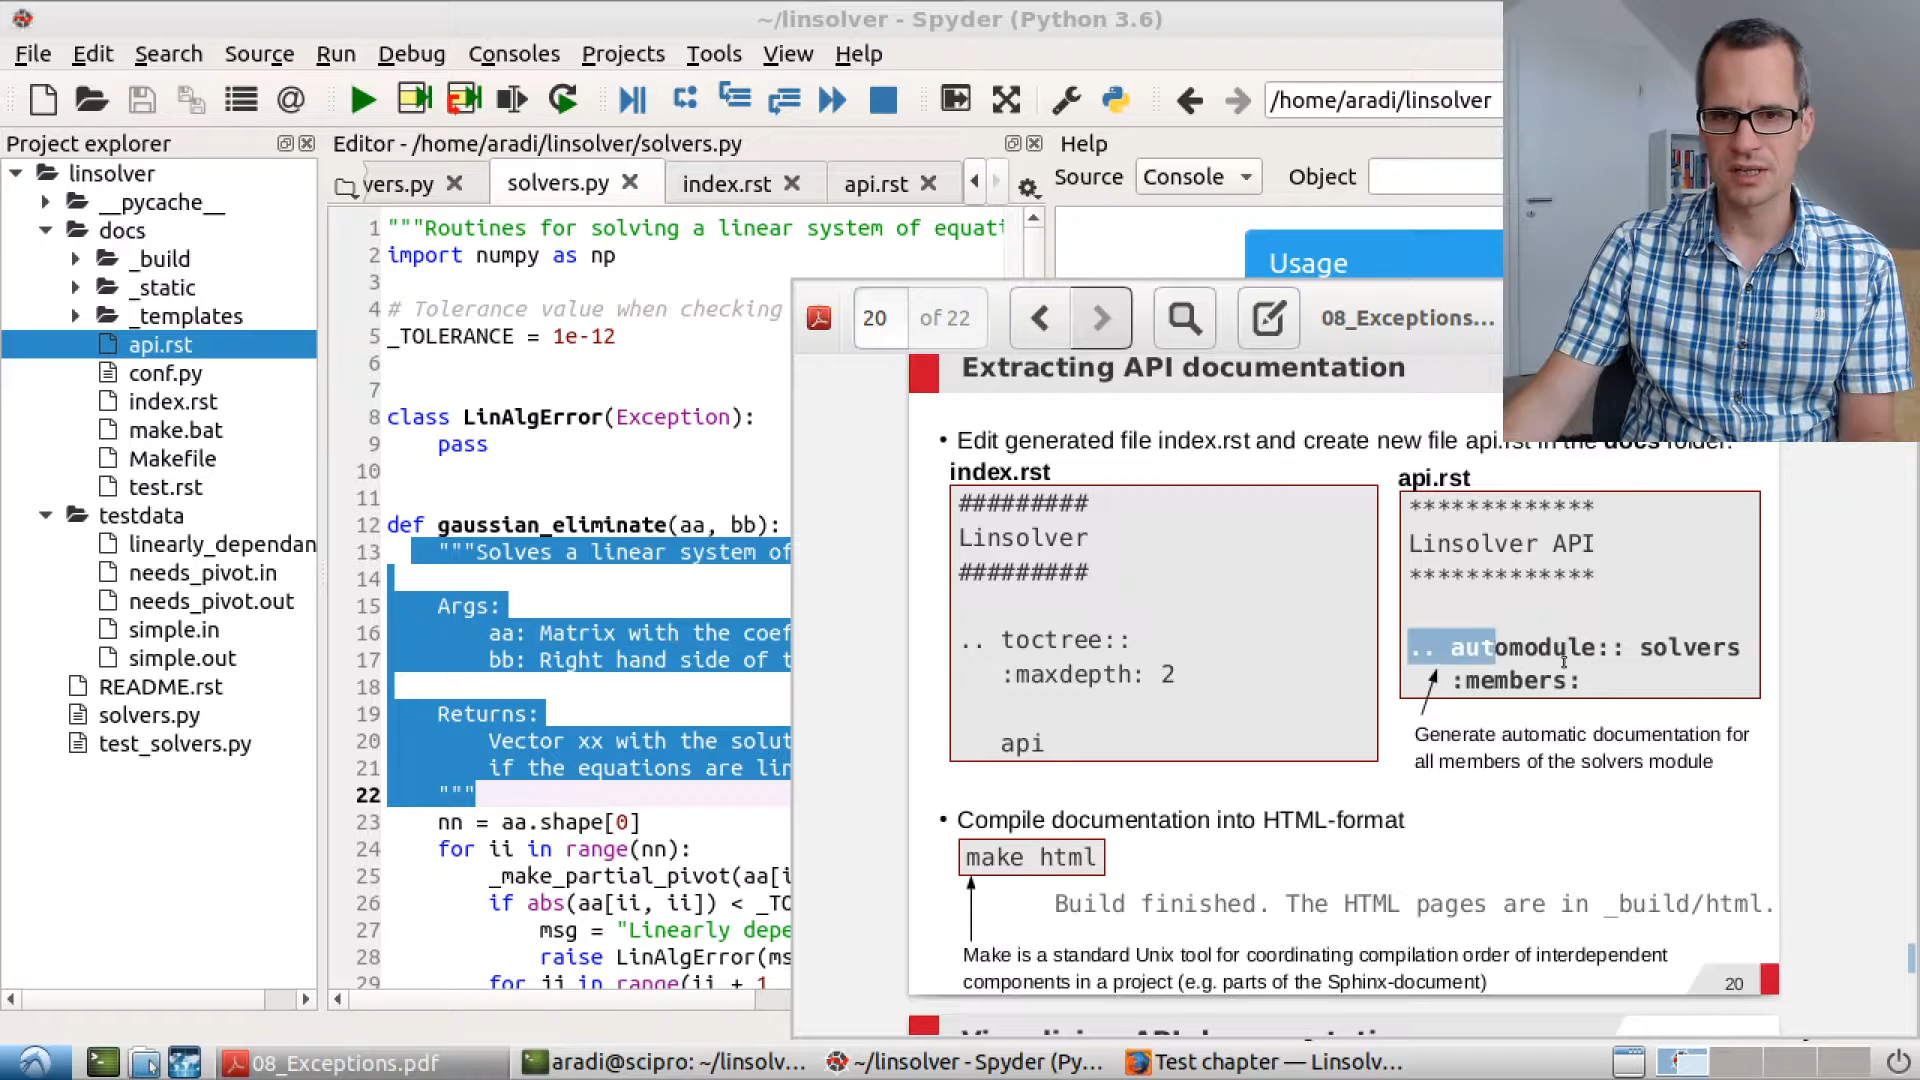 ~/linsolver - Spyder (Python 3.6)
File Edit Search Source Run Debug Consoles Projects Tools View Help
/home/aradi/linsolver
Project explorer
linsolver
__pycache__
docs
_build
_static
_templates
api.rst
conf.py
index.rst
make.bat
Makefile
test.rst
testdata
linearly_dependan
needs_pivot.in
needs_pivot.out
simple.in
simple.out
README.rst
solvers.py
test_solvers.py
Editor - /home/aradi/linsolver/solvers.py
vers.py solvers.py index.rst api.rst
1 """Routines for solving a linear system of equati
2 import numpy as np
3
4 # Tolerance value when checking
5 _TOLERANCE = 1e-12
6
7
8 class LinAlgError(Exception):
9 pass
10
11
12 def gaussian_eliminate(aa, bb):
13 """Solves a linear system of
14
15 Args:
16 aa: Matrix with the coef
17 bb: Right hand side of t
18
19 Returns:
20 Vector xx with the solut
21 if the equations are lin
22 """
23 nn = aa.shape[0]
24 for ii in range(nn):
25 _make_partial_pivot(aa[i
26 if abs(aa[ii, ii]) < _TO
27 msg = "Linearly depe
28 raise LinAlgError(ms
29 for jj in range(ii + 1
Help
Source Console Object
Usage
20 of 22 08_Exceptions...
Extracting API documentation
• Edit generated file index.rst and create new file api.rst in the docs folder:
index.rst
#########
Linsolver
#########
.. toctree::
:maxdepth: 2
api
api.rst
*************
Linsolver API
*************
.. automodule:: solvers
:members:
Generate automatic documentation for
all members of the solvers module
• Compile documentation into HTML-format
make html
Build finished. The HTML pages are in _build/html.
Make is a standard Unix tool for coordinating compilation order of interdependent
components in a project (e.g. parts of the Sphinx-document)
20
08_Exceptions.pdf aradi@scipro: ~/linsolv... ~/linsolver - Spyder (Py... Test chapter — Linsolv...